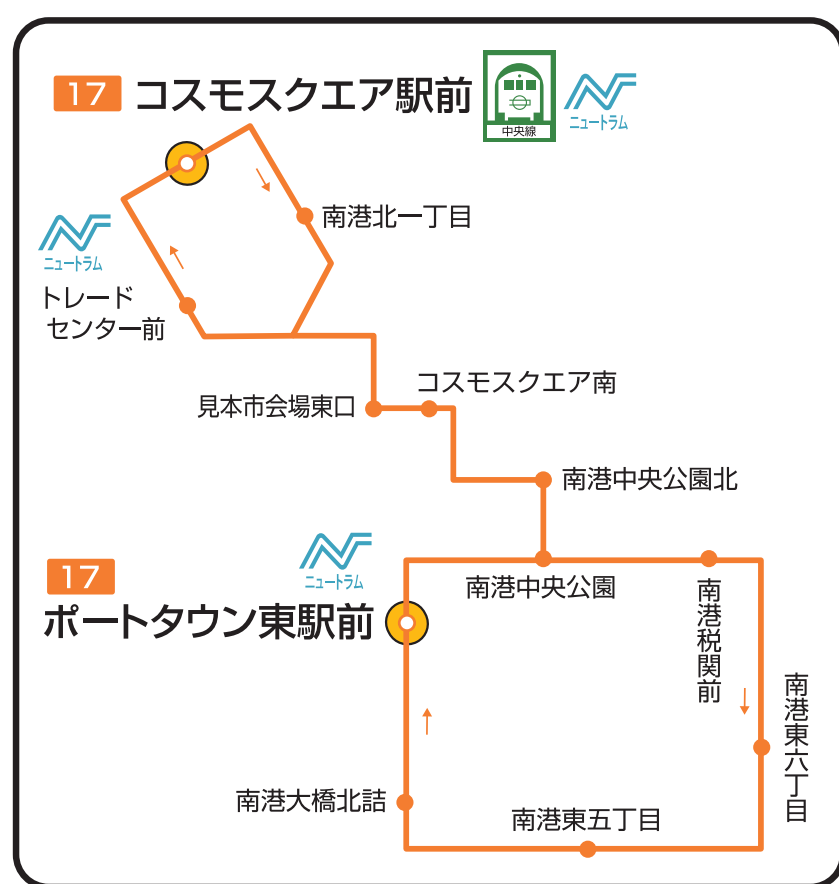 17 コスモスクエア駅前
中央線
ニュートラム
南港北一丁目
ニュートラム
トレード
センター前
コスモスクエア南
見本市会場東口
南港中央公園北
ニュートラム
17
ポートタウン東駅前
南港中央公園
南港税関前
南港東六丁目
南港大橋北詰
南港東五丁目